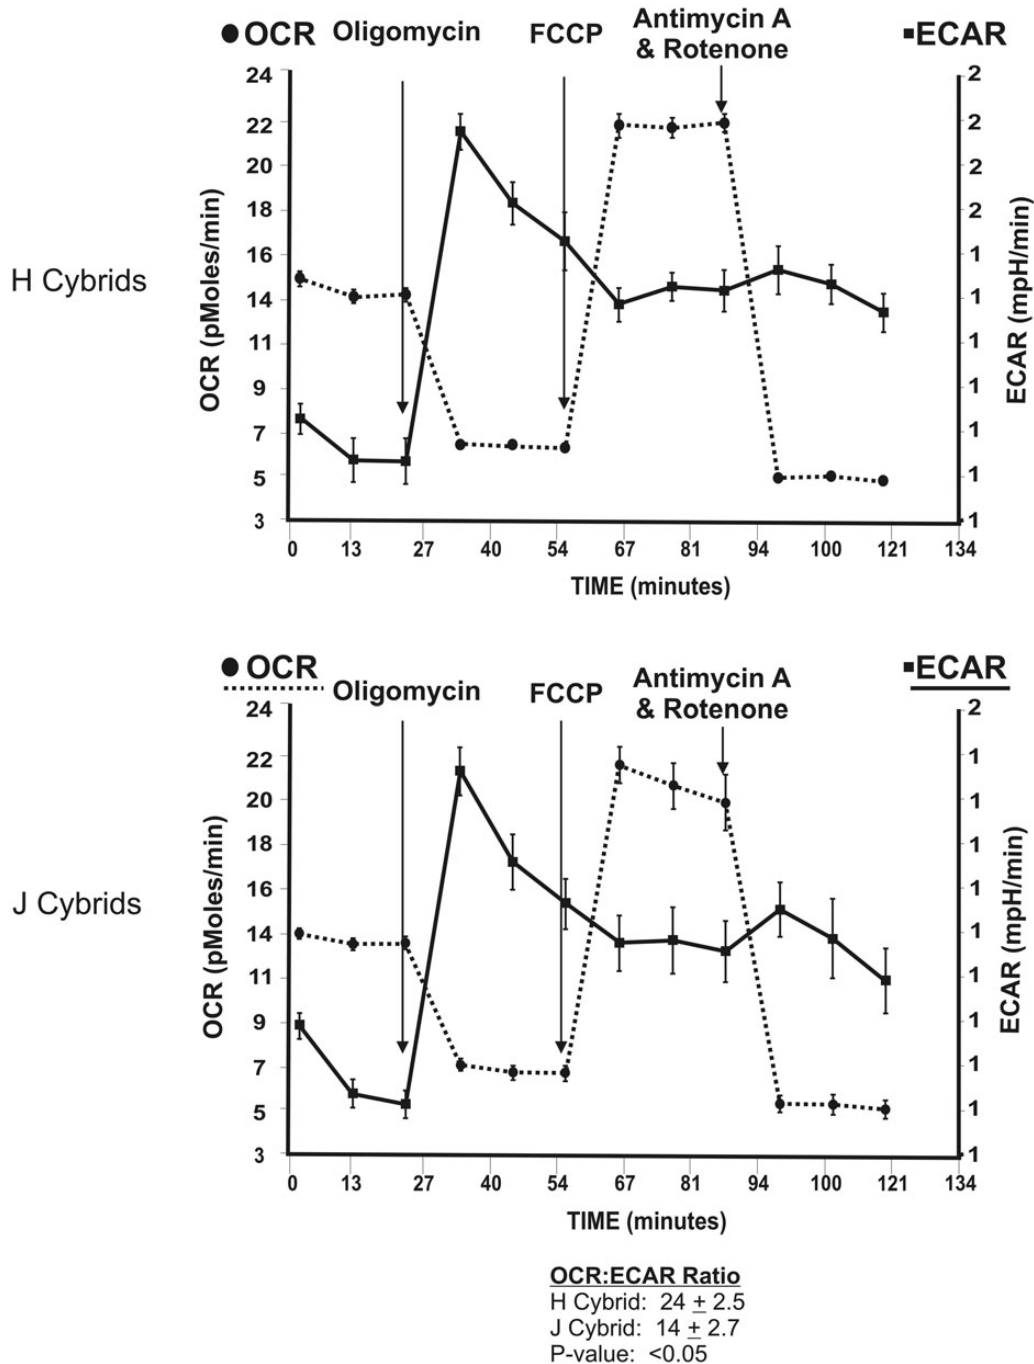 OCR Oligomycin FCCP Antimycin A & Rotenone ECAR
H Cybrids
OCR (pMoles/min)
24
22
20
18
16
14
11
9
7
5
3
2
2
2
2
1
1
1
1
1
1
1
ECAR (mpH/min)
0 13 27 40 54 67 81 94 100 121 134
TIME (minutes)
OCR Oligomycin FCCP Antimycin A & Rotenone ECAR
J Cybrids
OCR (pMoles/min)
24
22
20
18
16
14
11
9
7
5
3
2
1
1
1
1
1
1
1
1
1
1
ECAR (mpH/min)
0 13 27 40 54 67 81 94 100 121 134
TIME (minutes)
OCR:ECAR Ratio
H Cybrid: 24 ± 2.5
J Cybrid: 14 ± 2.7
P-value: <0.05